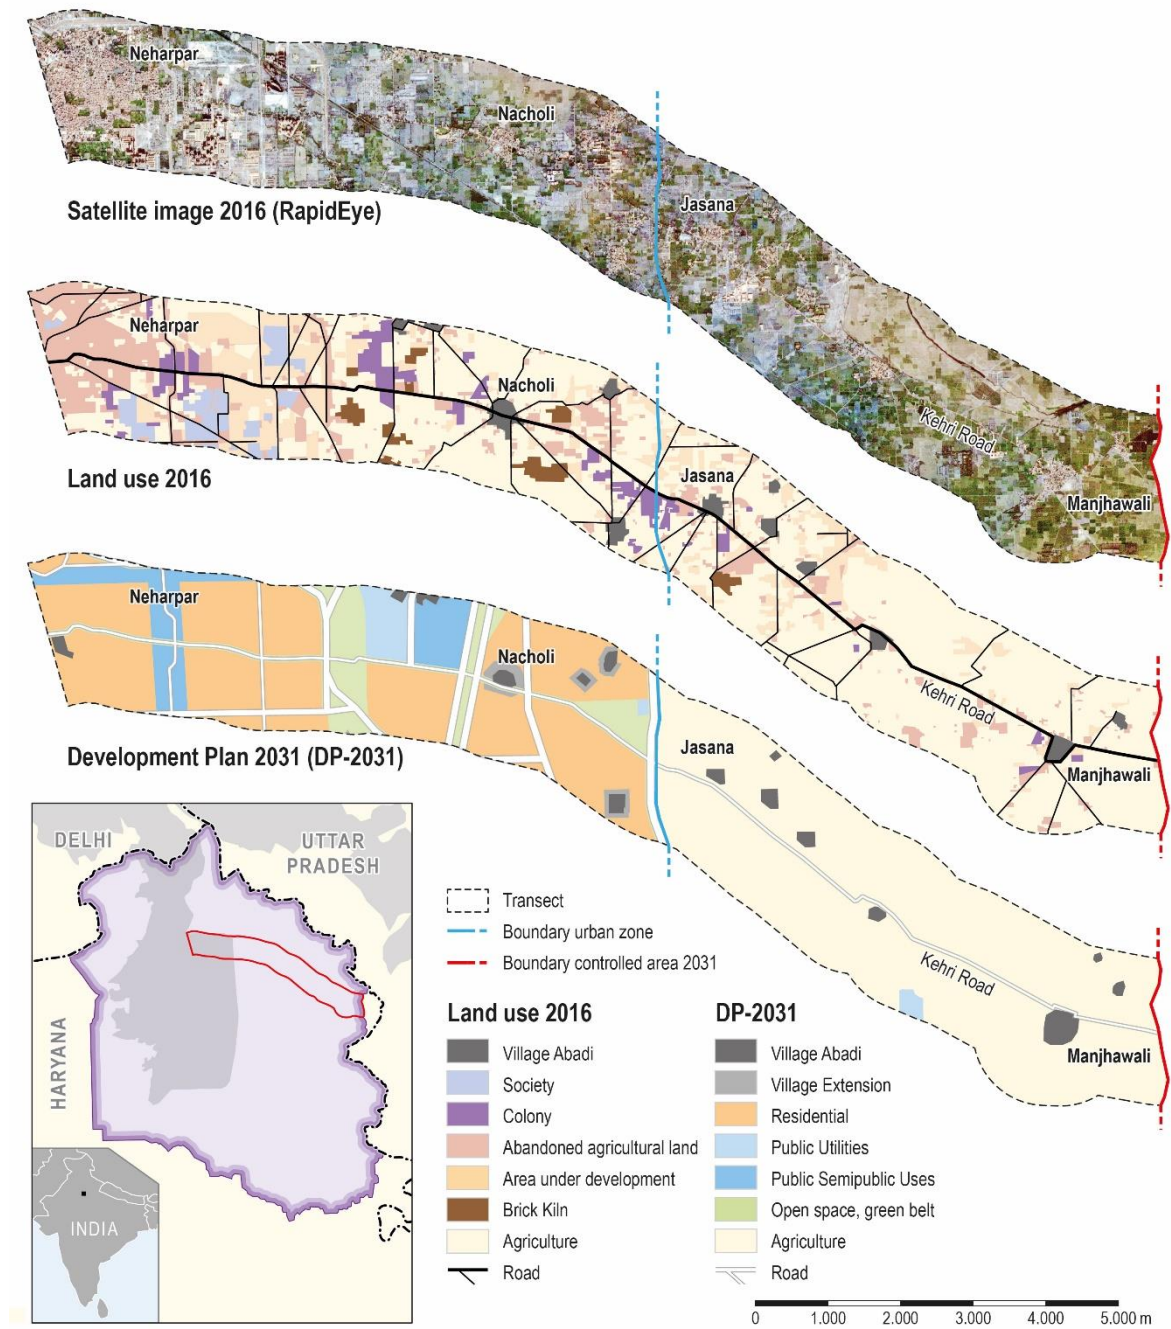 Neharpar
Nacholi
Jasana
Satellite image 2016 (RapidEye)
Kehri Road
Manjhawali
Neharpar
Nacholi
Jasana
Land use 2016
Kehri Road
Manjhawali
Neharpar
Nacholi
Jasana
Development Plan 2031 (DP-2031)
Kehri Road
Manjhawali
DELHI
UTTAR
PRADESH
HARYANA
INDIA
Transect
Boundary urban zone
Boundary controlled area 2031
Land use 2016
Village Abadi
Society
Colony
Abandoned agricultural land
Area under development
Brick Kiln
Agriculture
Road
DP-2031
Village Abadi
Village Extension
Residential
Public Utilities
Public Semipublic Uses
Open space, green belt
Agriculture
Road
0 1.000 2.000 3.000 4.000 5.000 m